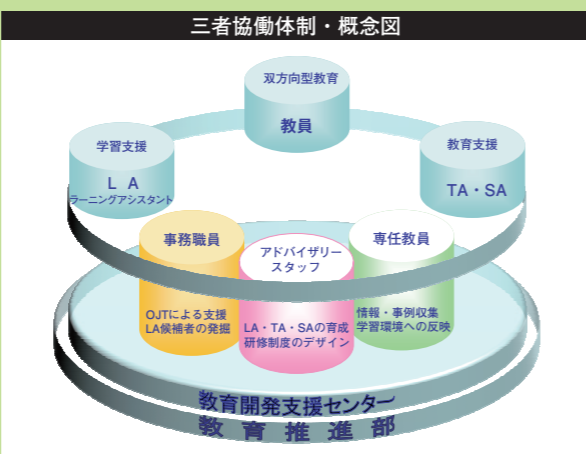 三者協働体制・概念図
双方向型教育
教員
学習支援
LA
ラーニングアシスタント
教育支援
TA・SA
事務職員
OJTによる支援
LA候補者の発掘
アドバイザリー
スタッフ
LA・TA・SAの育成
研修制度のデザイン
専任教員
情報・事例収集
学習環境への反映
教育開発支援センター
教育推進部